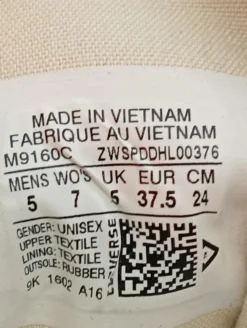 MADE IN VIETNAM
FABRIQUE AU VIETNAM
M9160C ZWSPDDHL00376
MENS WO'S UK EUR CM
5 7 5 37.5 24
GENDER: UNISEX
UPPER: TEXTILE
LINING: TEXTILE
OUTSOLE: RUBBER
9K 1602 A16